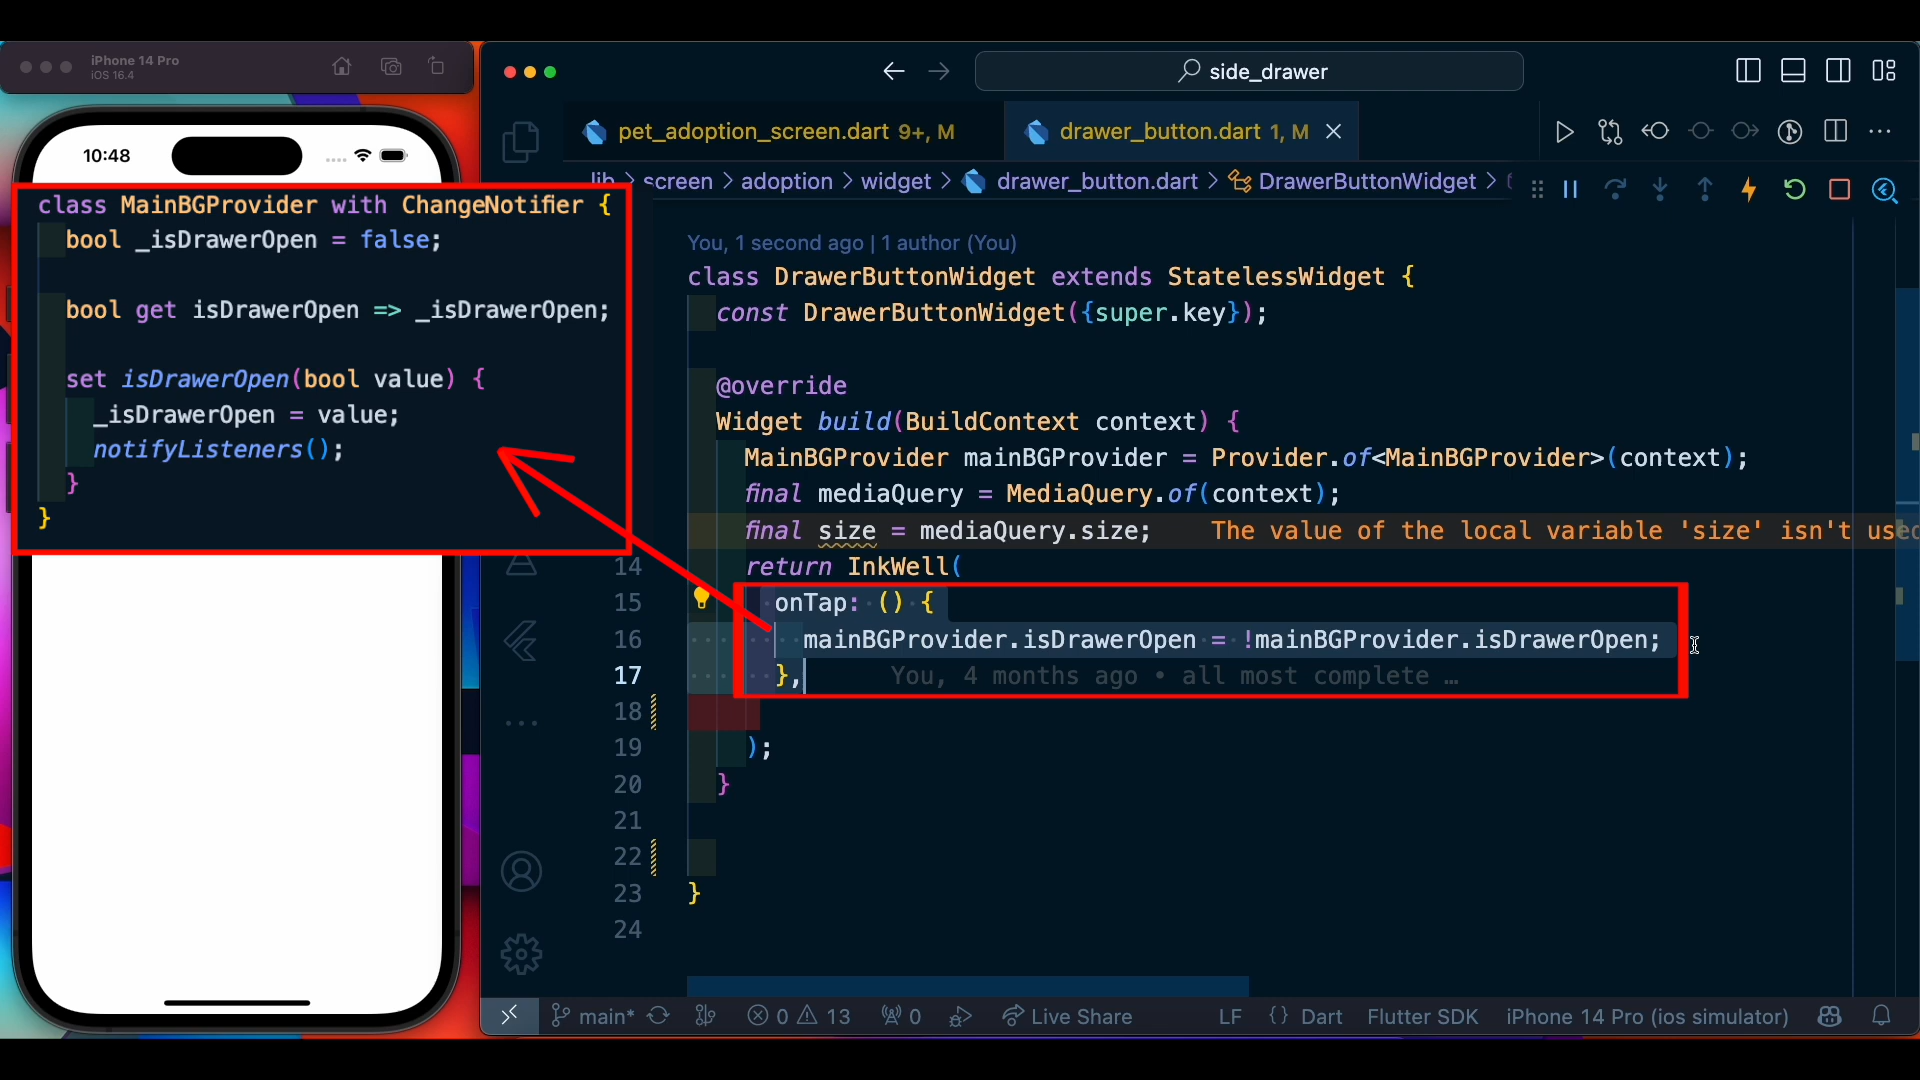 iPhone 14 Pro
iOS 16.4
side_drawer
pet_adoption_screen.dart 9+, M
drawer_button.dart 1, M
10:48
lib > screen > adoption > widget > drawer_button.dart > DrawerButtonWidget >
class MainBGProvider with ChangeNotifier {
bool _isDrawerOpen = false;
bool get isDrawerOpen => _isDrawerOpen;
set isDrawerOpen(bool value) {
_isDrawerOpen = value;
notifyListeners();
}
}
You, 1 second ago | 1 author (You)
class DrawerButtonWidget extends StatelessWidget {
const DrawerButtonWidget({super.key});
@override
Widget build(BuildContext context) {
MainBGProvider mainBGProvider = Provider.of<MainBGProvider>(context);
final mediaQuery = MediaQuery.of(context);
final size = mediaQuery.size; The value of the local variable 'size' isn't used
14 return InkWell(
15 onTap: () {
16 mainBGProvider.isDrawerOpen = !mainBGProvider.isDrawerOpen;
17 }, You, 4 months ago • all most complete …
18
19 );
20 }
21
22
23 }
24
main* 0 13 0 Live Share LF {} Dart Flutter SDK iPhone 14 Pro (ios simulator)